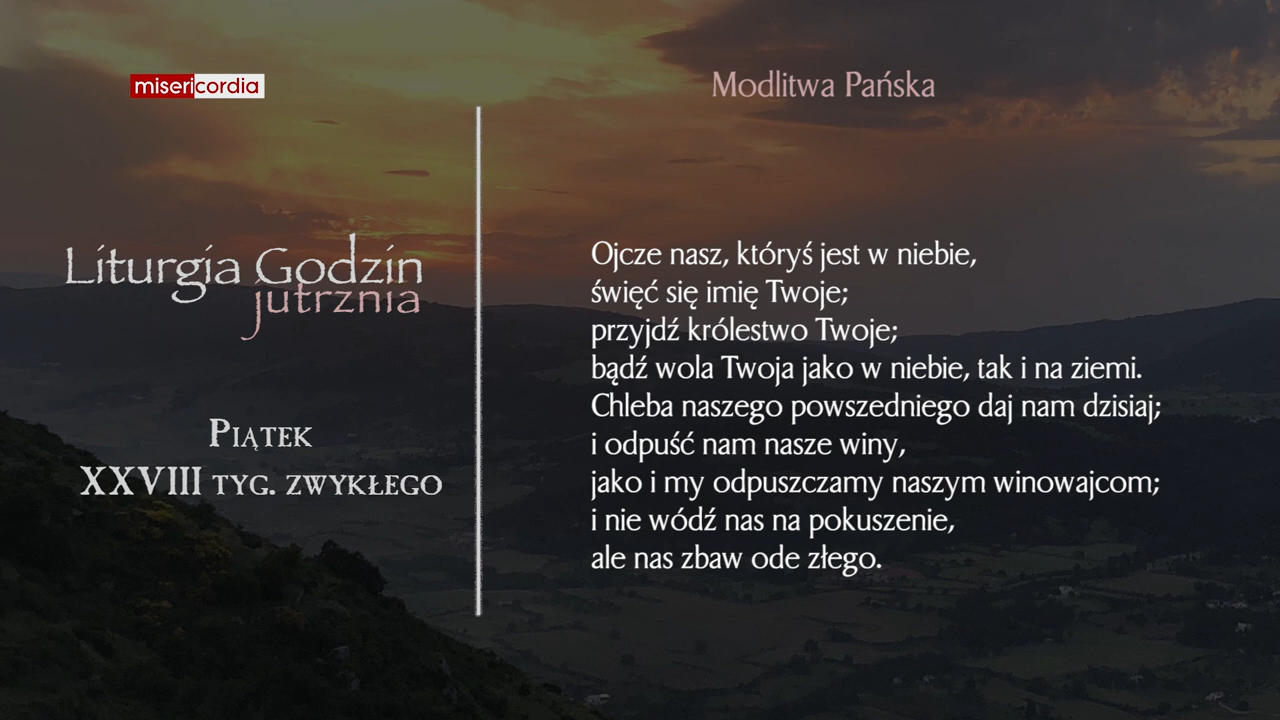 misericordia
Liturgia Godzin
jutrznia
Piątek
XXVIII tyg. zwykłego
Modlitwa Pańska
Ojcze nasz, któryś jest w niebie,
święć się imię Twoje;
przyjdź królestwo Twoje;
bądź wola Twoja jako w niebie, tak i na ziemi.
Chleba naszego powszedniego daj nam dzisiaj;
i odpuść nam nasze winy,
jako i my odpuszczamy naszym winowajcom;
i nie wódź nas na pokuszenie,
ale nas zbaw ode złego.